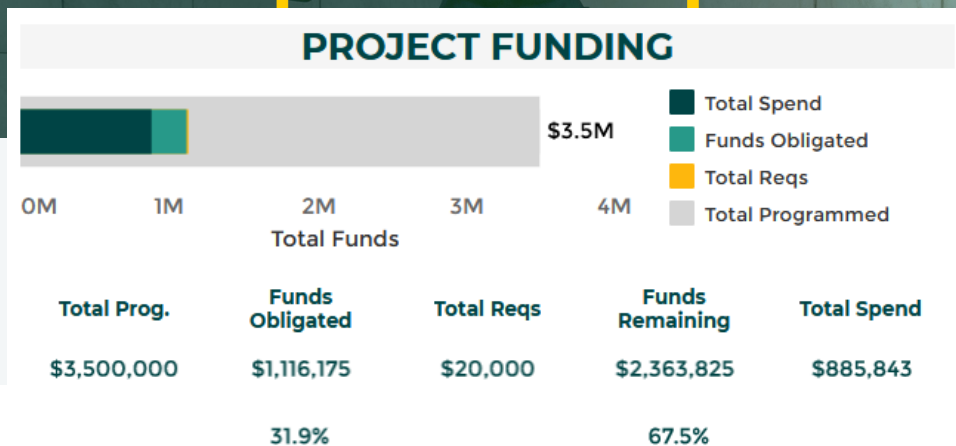 PROJECT FUNDING
$3.5M
Total Spend
Funds Obligated
Total Reqs
Total Programmed
0M 1M 2M 3M 4M
Total Funds
Total Prog. Funds Obligated Total Reqs Funds Remaining Total Spend
$3,500,000 $1,116,175 $20,000 $2,363,825 $885,843
31.9% 67.5%